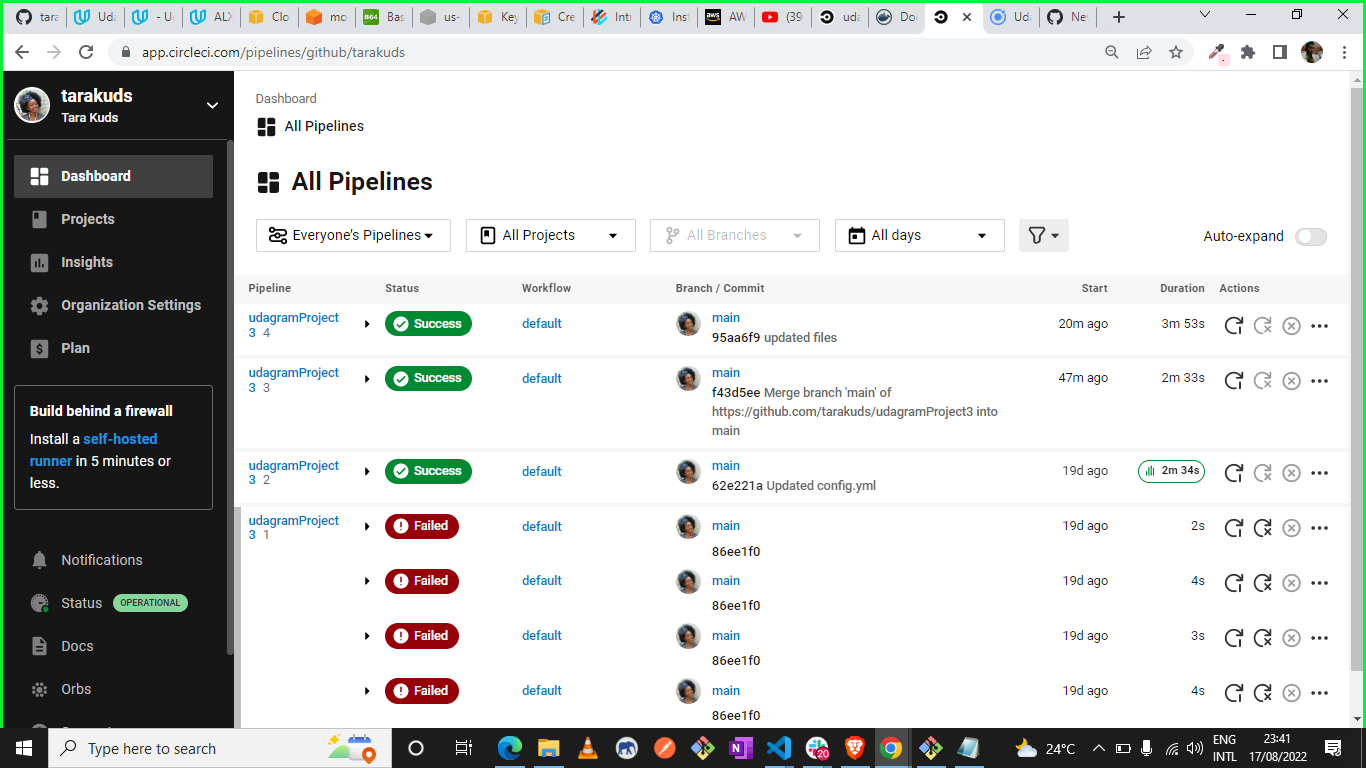 tara
Uda
- Ud
ALX
Clo
mo
B64
Bas
us-
Key
Cre
Intr
Inst
aws
AW
(39
uda
Doc
Uda
Nev
app.circleci.com/pipelines/github/tarakuds
tarakuds
Tara Kuds
Dashboard
Projects
Insights
Organization Settings
Plan
Build behind a firewall
Install a self-hosted
runner in 5 minutes or
less.
Notifications
Status OPERATIONAL
Docs
Orbs
Dashboard
All Pipelines
All Pipelines
Everyone's Pipelines
All Projects
All Branches
All days
Auto-expand
Pipeline Status Workflow Branch / Commit Start Duration Actions
udagramProject
3 4
Success default
main
95aa6f9 updated files
20m ago 3m 53s
udagramProject
3 3
Success default
main
f43d5ee Merge branch 'main' of
https://github.com/tarakuds/udagramProject3 into
main
47m ago 2m 33s
udagramProject
3 2
Success default
main
62e221a Updated config.yml
19d ago 2m 34s
udagramProject
3 1
Failed default
main
86ee1f0
19d ago 2s
Failed default
main
86ee1f0
19d ago 4s
Failed default
main
86ee1f0
19d ago 3s
Failed default
main
86ee1f0
19d ago 4s
Type here to search
20
24°C
ENG
INTL
23:41
17/08/2022